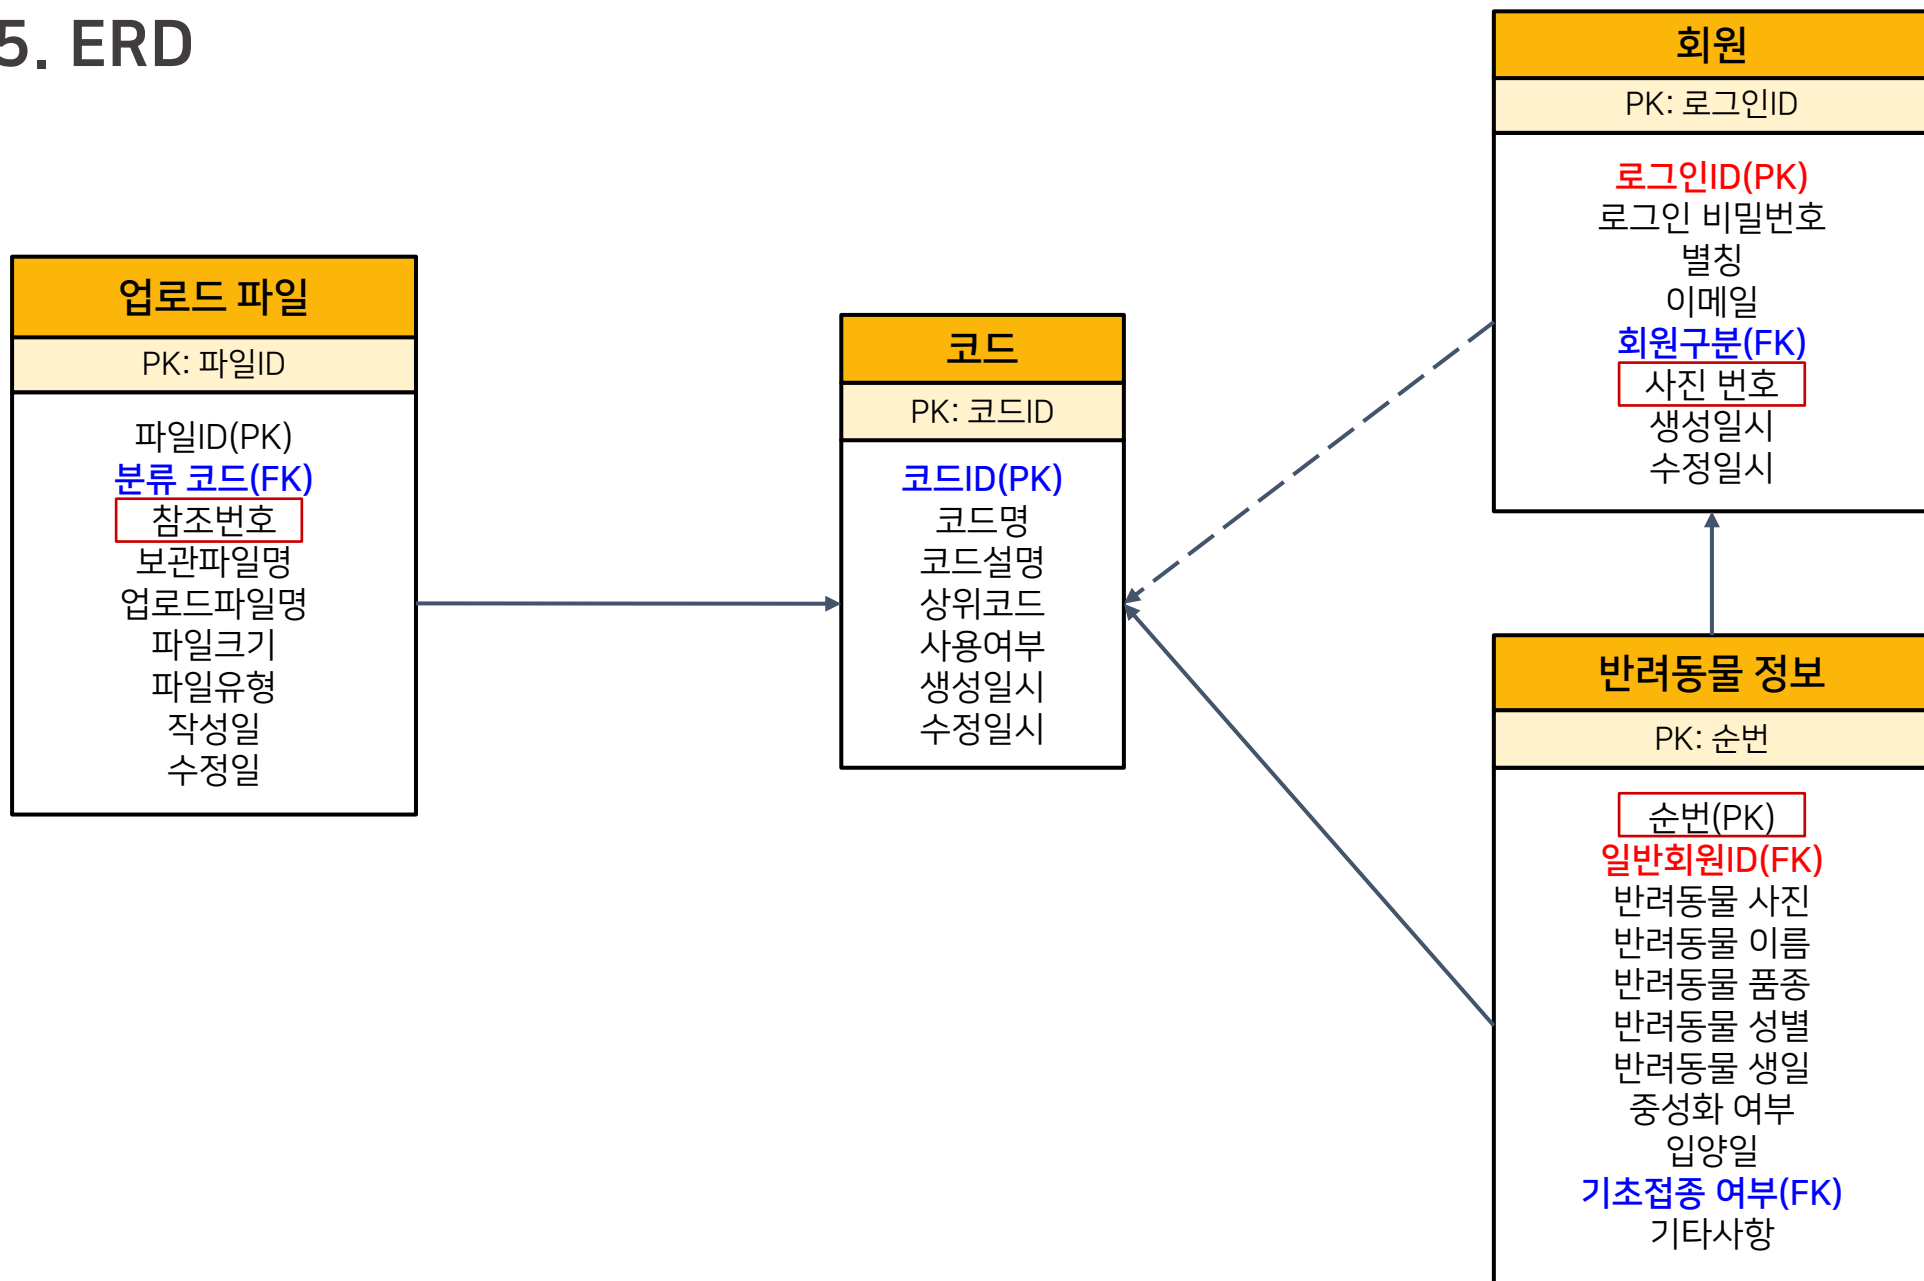 5. ERD
업로드 파일
PK: 파일ID
파일ID(PK)
분류 코드(FK)
참조번호
보관파일명
업로드파일명
파일크기
파일유형
작성일
수정일
코드
PK: 코드ID
코드ID(PK)
코드명
코드설명
상위코드
사용여부
생성일시
수정일시
회원
PK: 로그인ID
로그인ID(PK)
로그인 비밀번호
별칭
이메일
회원구분(FK)
사진 번호
생성일시
수정일시
반려동물 정보
PK: 순번
순번(PK)
일반회원ID(FK)
반려동물 사진
반려동물 이름
반려동물 품종
반려동물 성별
반려동물 생일
중성화 여부
입양일
기초접종 여부(FK)
기타사항